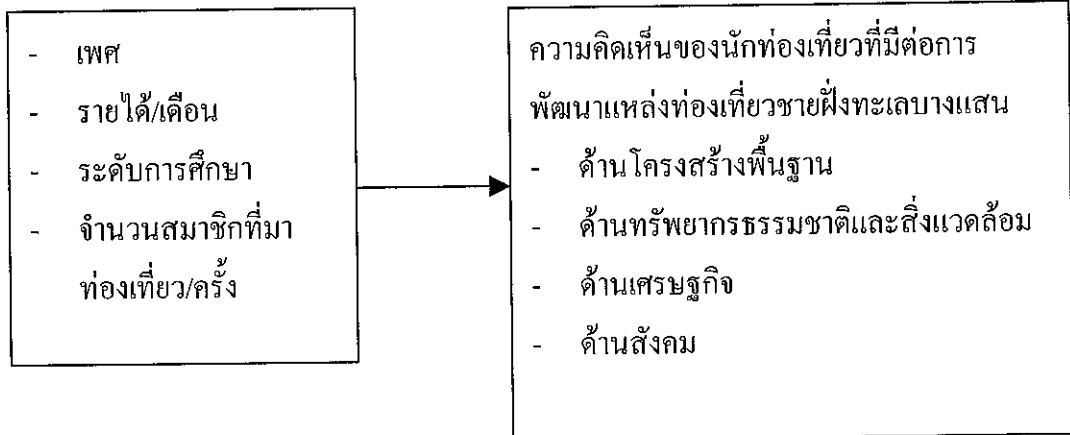 - เพศ
- รายได้/เดือน
- ระดับการศึกษา
- จำนวนสมาชิกที่มา
ท่องเที่ยว/ครั้ง
ความคิดเห็นของนักท่องเที่ยวที่มีต่อการ
พัฒนาแหล่งท่องเที่ยวชายฝั่งทะเลบางแสน
- ด้านโครงสร้างพื้นฐาน
- ด้านทรัพยากรธรรมชาติและสิ่งแวดล้อม
- ด้านเศรษฐกิจ
- ด้านสังคม